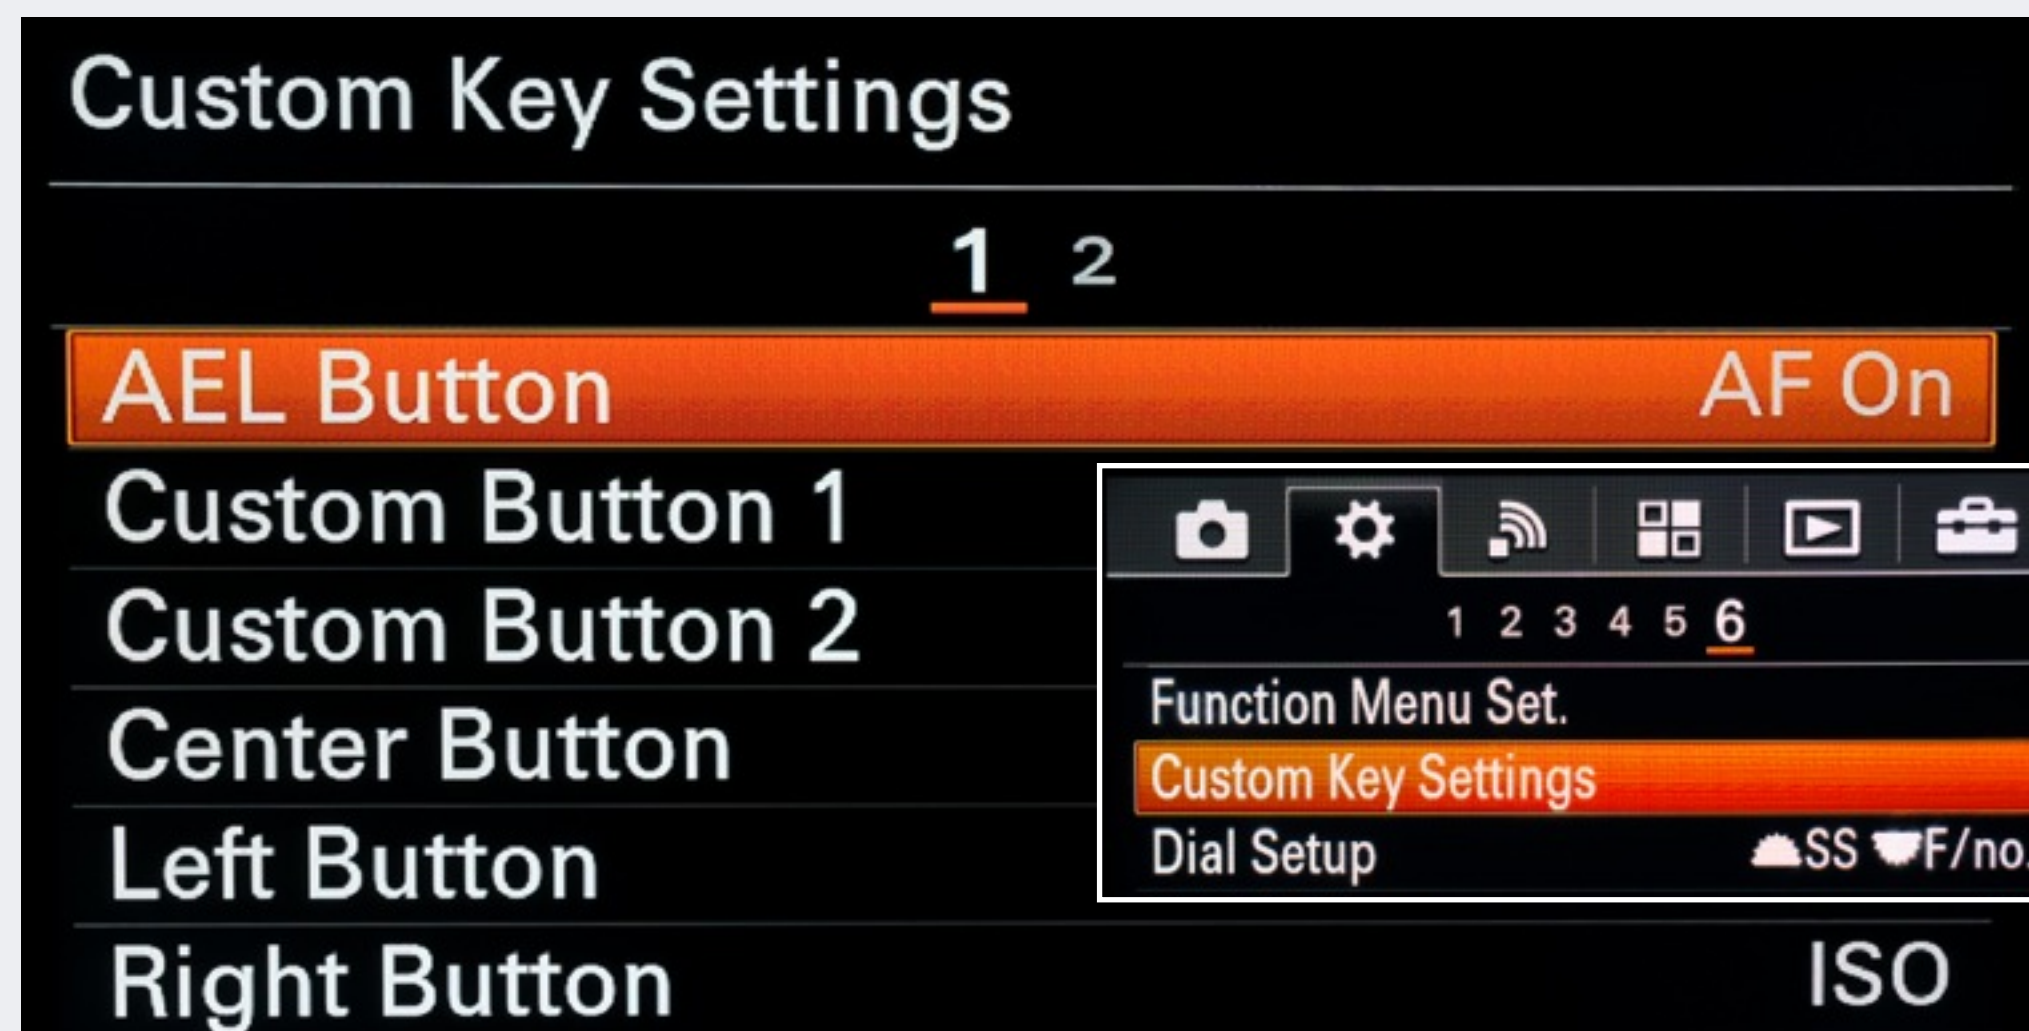 Custom Key Settings
1 2
AEL Button AF On
Custom Button 1
Custom Button 2
Center Button
Left Button
Right Button ISO
1 2 3 4 5 6
Function Menu Set.
Custom Key Settings
Dial Setup SS F/no.